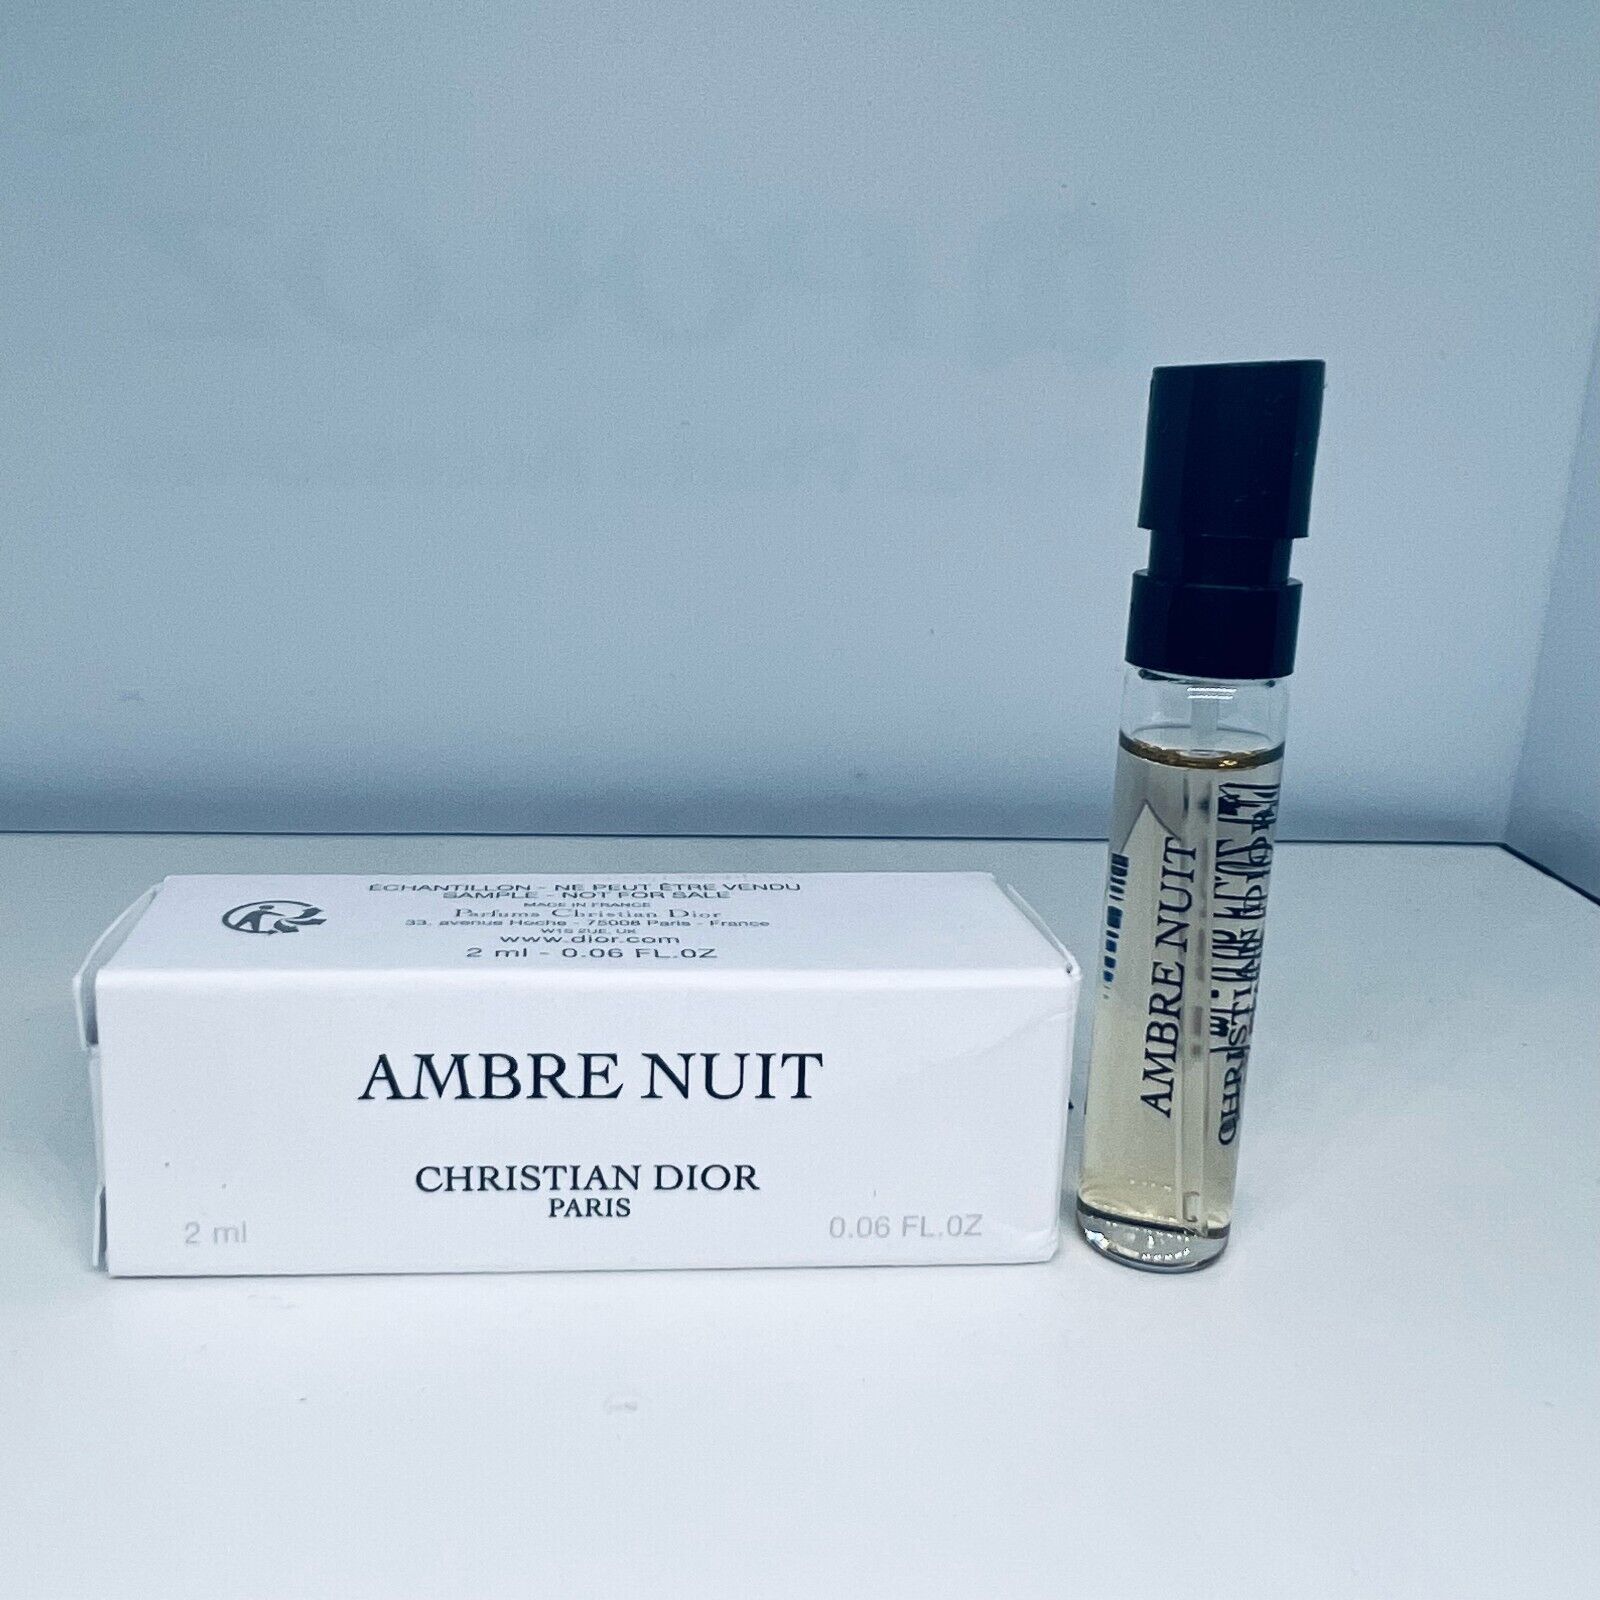 ÉCHANTILLON - NE PEUT ÊTRE VENDU
SAMPLE - NOT FOR SALE
MADE IN FRANCE
Parfums Christian Dior
33, avenue Hoche - 75008 Paris - France
W1S 2UE, UK
www.dior.com
2 ml - 0.06 FL.OZ
AMBRE NUIT
CHRISTIAN DIOR
PARIS
2 ml
0.06 FL.OZ
AMBRE NUIT
CHRISTIAN DIOR